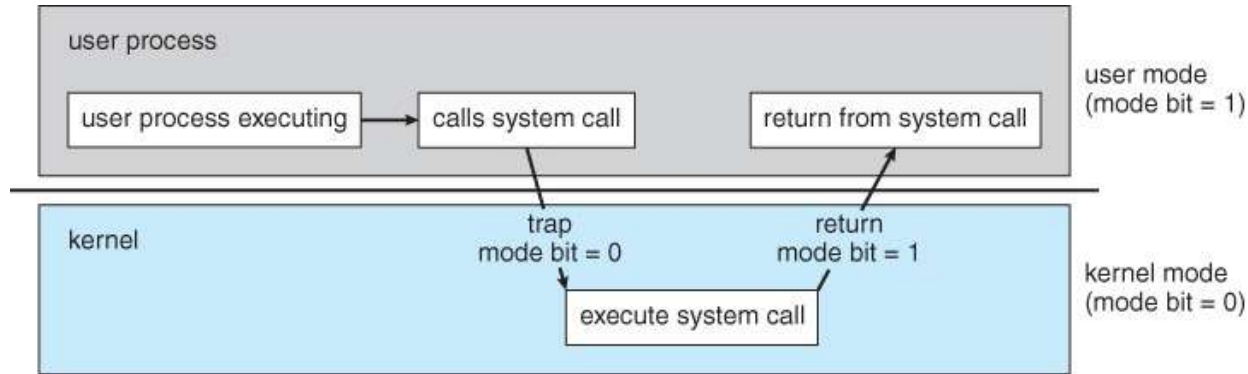 user process
user process executing
calls system call
return from system call
user mode
(mode bit = 1)
trap
mode bit = 0
return
mode bit = 1
kernel
execute system call
kernel mode
(mode bit = 0)